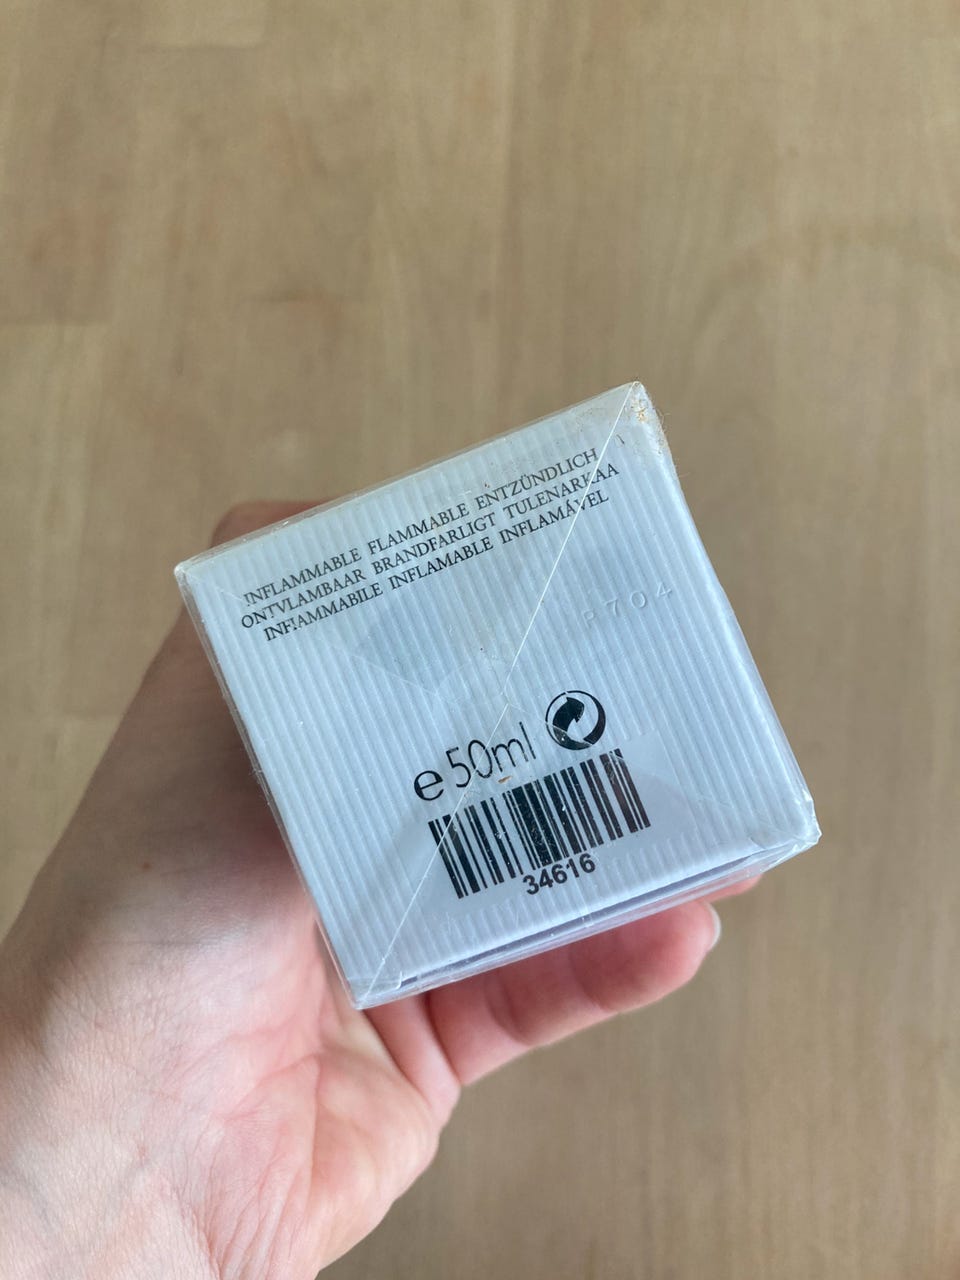 INFLAMMABLE FLAMMABLE ENTZÜNDLICH
ONTVLAMBAAR BRANDFARLIGT TULENARKAA
INFIAMMABILE INFLAMABLE INFLAMÁVEL
P704
e 50ml
34616